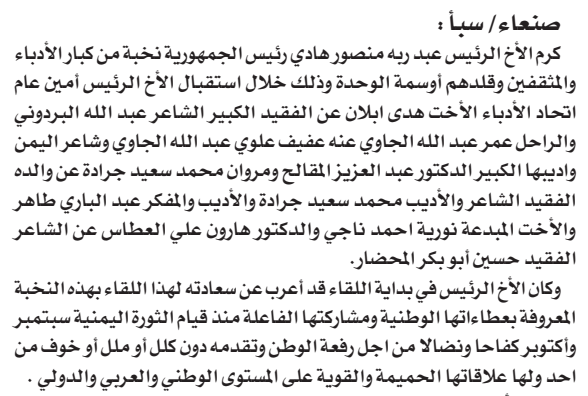 صنعاء/ سبأ :
كرم الأخ الرئيس عبد ربه منصور هادي رئيس الجمهورية نخبة من كبار الأدباء
والمثقفين وقلدهم أوسمة الوحدة وذلك خلال استقبال الأخ الرئيس أمين عام
اتحاد الأدباء الأخت هدى ابلان عن الفقيد الكبير الشاعر عبد الله البردوني
والراحل عمر عبد الله الجاوي عنه عفيف علوي عبد الله الجاوي وشاعر اليمن
واديبها الكبير الدكتور عبد العزيز المقالح ومروان محمد سعيد جرادة عن والده
الفقيد الشاعر والأديب محمد سعيد جرادة والأديب والمفكر عبد الباري طاهر
والأخت المبدعة نورية احمد ناجي والدكتور هارون علي العطاس عن الشاعر
الفقيد حسين أبو بكر المحضار.
وكان الأخ الرئيس في بداية اللقاء قد أعرب عن سعادته لهذا اللقاء بهذه النخبة
المعروفة بعطاءاتها الوطنية ومشاركتها الفاعلة منذ قيام الثورة اليمنية سبتمبر
وأكتوبر كفاحا ونضالا من اجل رفعة الوطن وتقدمه دون كلل أو ملل أو خوف من
احد ولها علاقاتها الحميمة والقوية على المستوى الوطني والعربي والدولي .